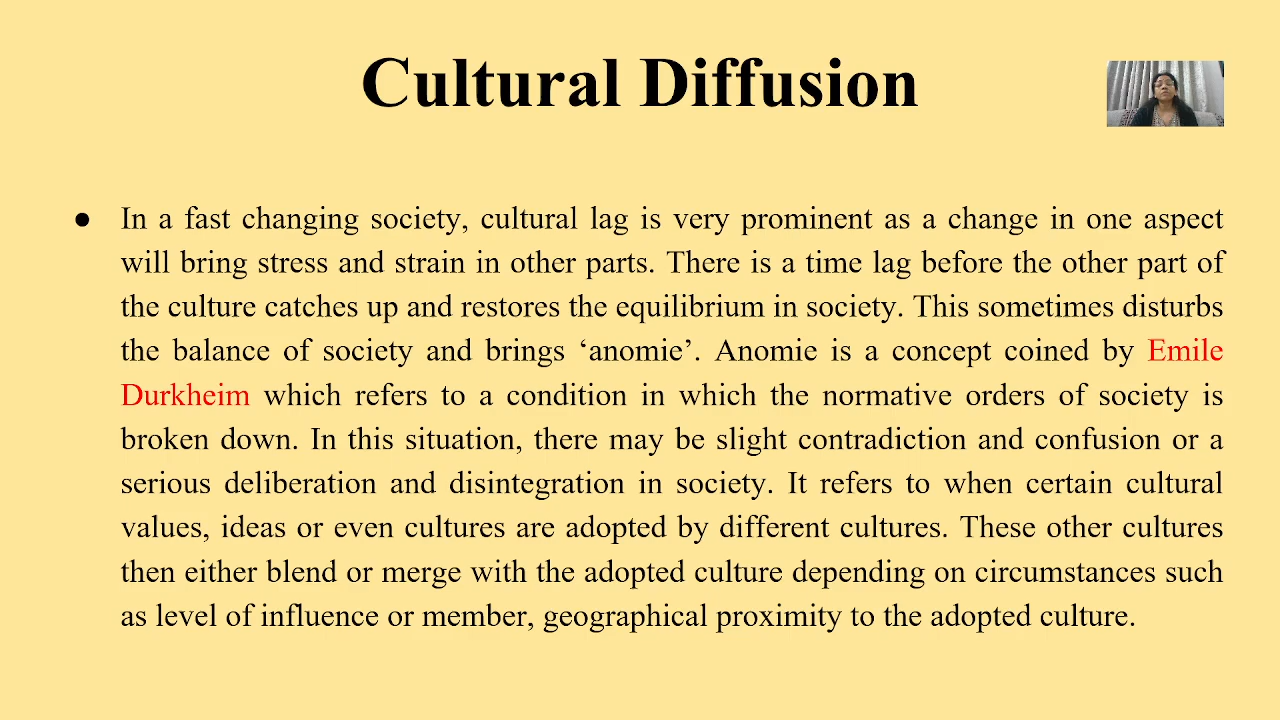 Cultural Diffusion
● In a fast changing society, cultural lag is very prominent as a change in one aspect
will bring stress and strain in other parts. There is a time lag before the other part of
the culture catches up and restores the equilibrium in society. This sometimes disturbs
the balance of society and brings ‘anomie’. Anomie is a concept coined by Emile
Durkheim which refers to a condition in which the normative orders of society is
broken down. In this situation, there may be slight contradiction and confusion or a
serious deliberation and disintegration in society. It refers to when certain cultural
values, ideas or even cultures are adopted by different cultures. These other cultures
then either blend or merge with the adopted culture depending on circumstances such
as level of influence or member, geographical proximity to the adopted culture.